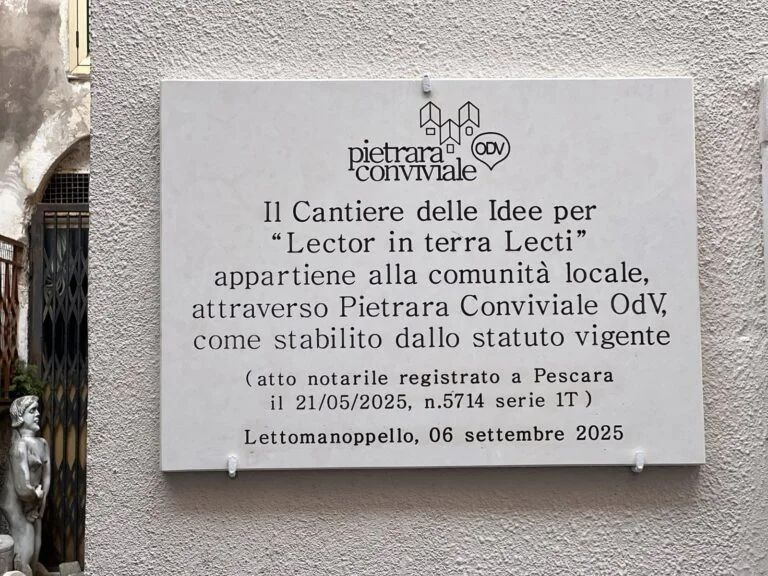 pietrara
conviviale ODV
Il Cantiere delle Idee per
“Lector in terra Lecti”
appartiene alla comunità locale,
attraverso Pietrara Conviviale OdV,
come stabilito dallo statuto vigente
(atto notarile registrato a Pescara
il 21/05/2025, n.5714 serie 1T )
Lettomanoppello, 06 settembre 2025